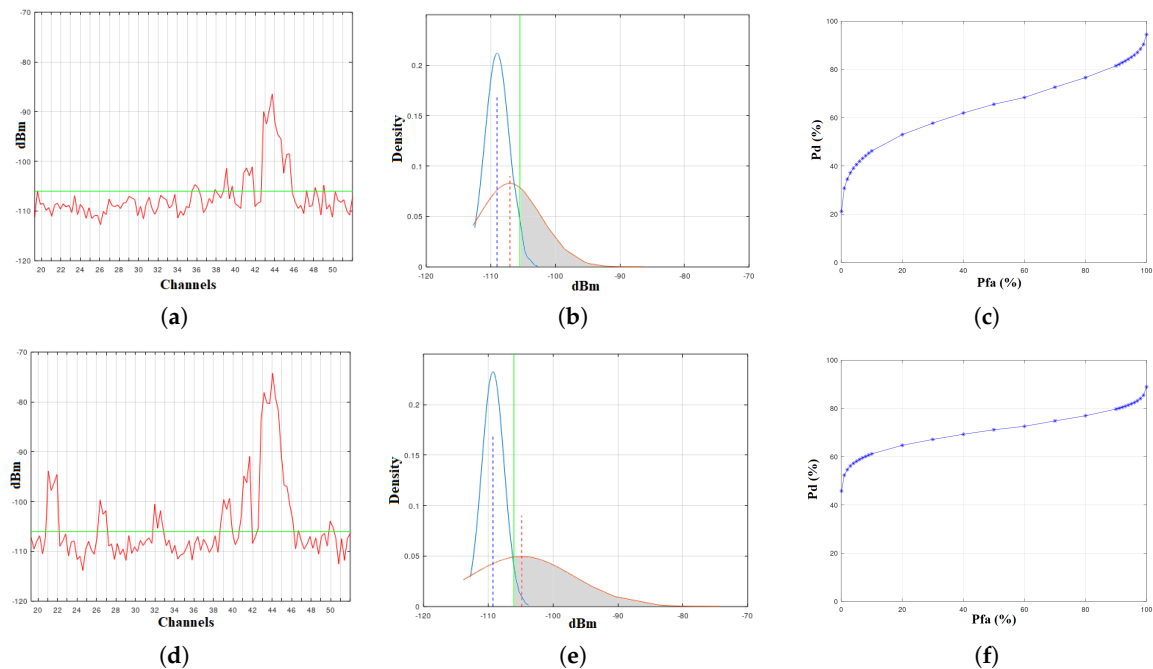 -70
-80
-90
-100
-110
-120
dBm
20 22 24 26 28 30 32 34 36 38 40 42 44 46 48 50
Channels
(a)
0.25
0.2
0.15
0.1
0.05
0
Density
-120 -110 -100 -90 -80 -70
dBm
(b)
100
80
60
40
20
0
Pd (%)
0 20 40 60 80 100
Pfa (%)
(c)
-70
-80
-90
-100
-110
-120
dBm
20 22 24 26 28 30 32 34 36 38 40 42 44 46 48 50
Channels
(d)
0.2
0.15
0.1
0.05
0
Density
-120 -110 -100 -90 -80 -70
dBm
(e)
100
80
60
40
20
0
Pd (%)
0 20 40 60 80 100
Pfa (%)
(f)